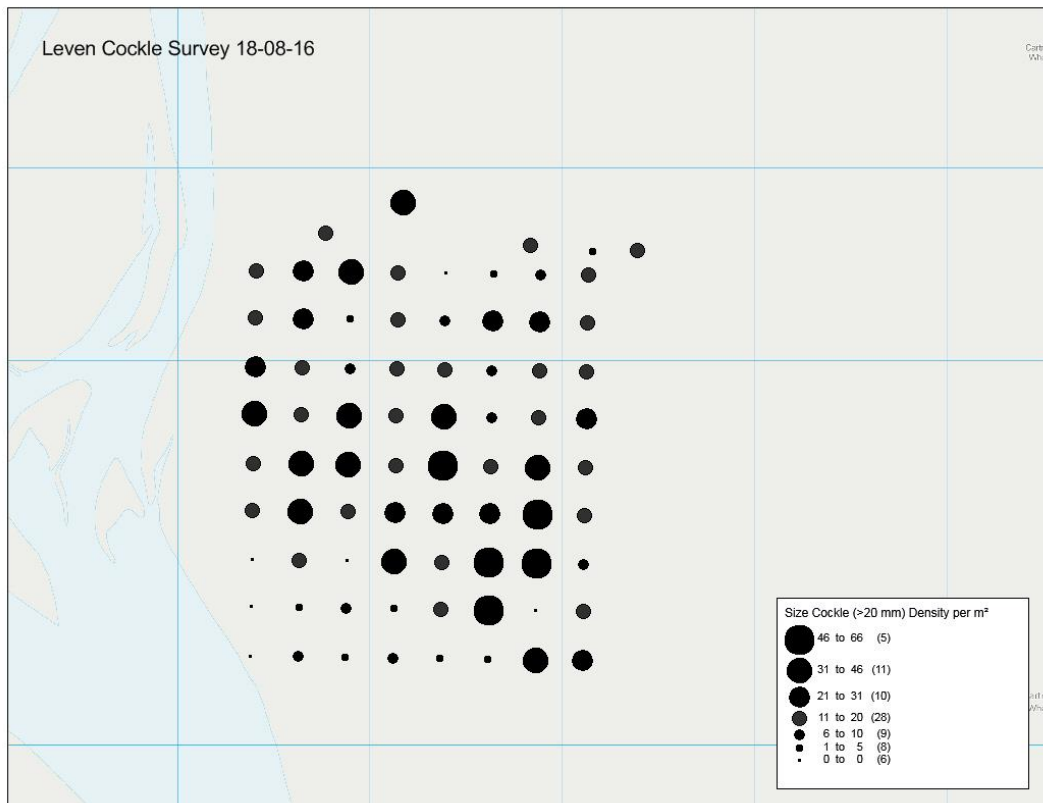 Leven Cockle Survey 18-08-16
Size Cockle (>20 mm) Density per m²
46 to 66 (5)
31 to 46 (11)
21 to 31 (10)
11 to 20 (28)
6 to 10 (9)
1 to 5 (8)
0 to 0 (6)